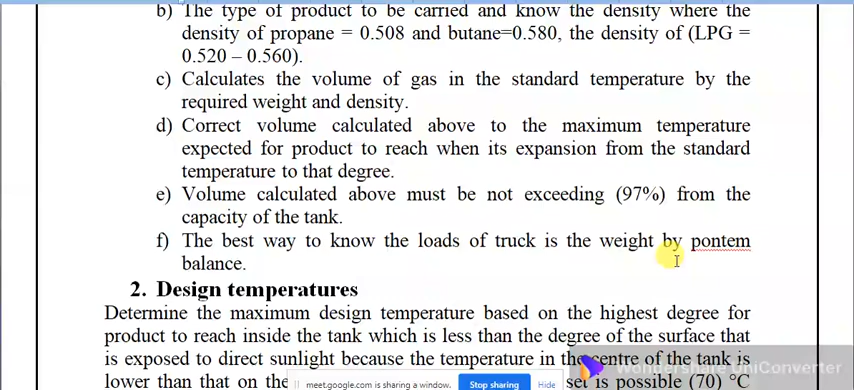 b) The type of product to be carried and know the density where the
density of propane = 0.508 and butane=0.580, the density of (LPG =
0.520 – 0.560).
c) Calculates the volume of gas in the standard temperature by the
required weight and density.
d) Correct volume calculated above to the maximum temperature
expected for product to reach when its expansion from the standard
temperature to that degree.
e) Volume calculated above must be not exceeding (97%) from the
capacity of the tank.
f) The best way to know the loads of truck is the weight by pontem
balance.
2. Design temperatures
Determine the maximum design temperature based on the highest degree for
product to reach inside the tank which is less than the degree of the surface that
is exposed to direct sunlight because the temperature in the centre of the tank is
lower than that on the
set is possible (70) °C
Wondershare UniConverter
meet.google.com is sharing a window. Stop sharing Hide